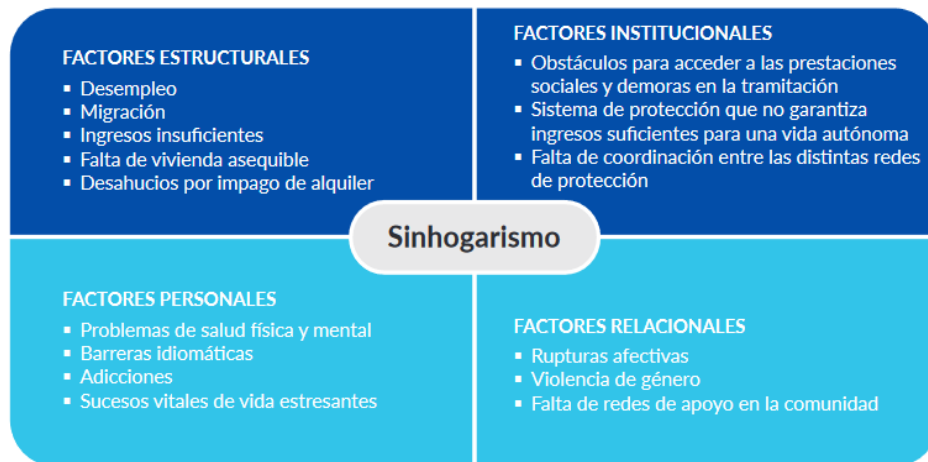 FACTORES ESTRUCTURALES
▪ Desempleo
▪ Migración
▪ Ingresos insuficientes
▪ Falta de vivienda asequible
▪ Desahucios por impago de alquiler
FACTORES INSTITUCIONALES
▪ Obstáculos para acceder a las prestaciones
sociales y demoras en la tramitación
▪ Sistema de protección que no garantiza
ingresos suficientes para una vida autónoma
▪ Falta de coordinación entre las distintas redes
de protección
Sinhogarismo
FACTORES PERSONALES
▪ Problemas de salud física y mental
▪ Barreras idiomáticas
▪ Adicciones
▪ Sucesos vitales de vida estresantes
FACTORES RELACIONALES
▪ Rupturas afectivas
▪ Violencia de género
▪ Falta de redes de apoyo en la comunidad